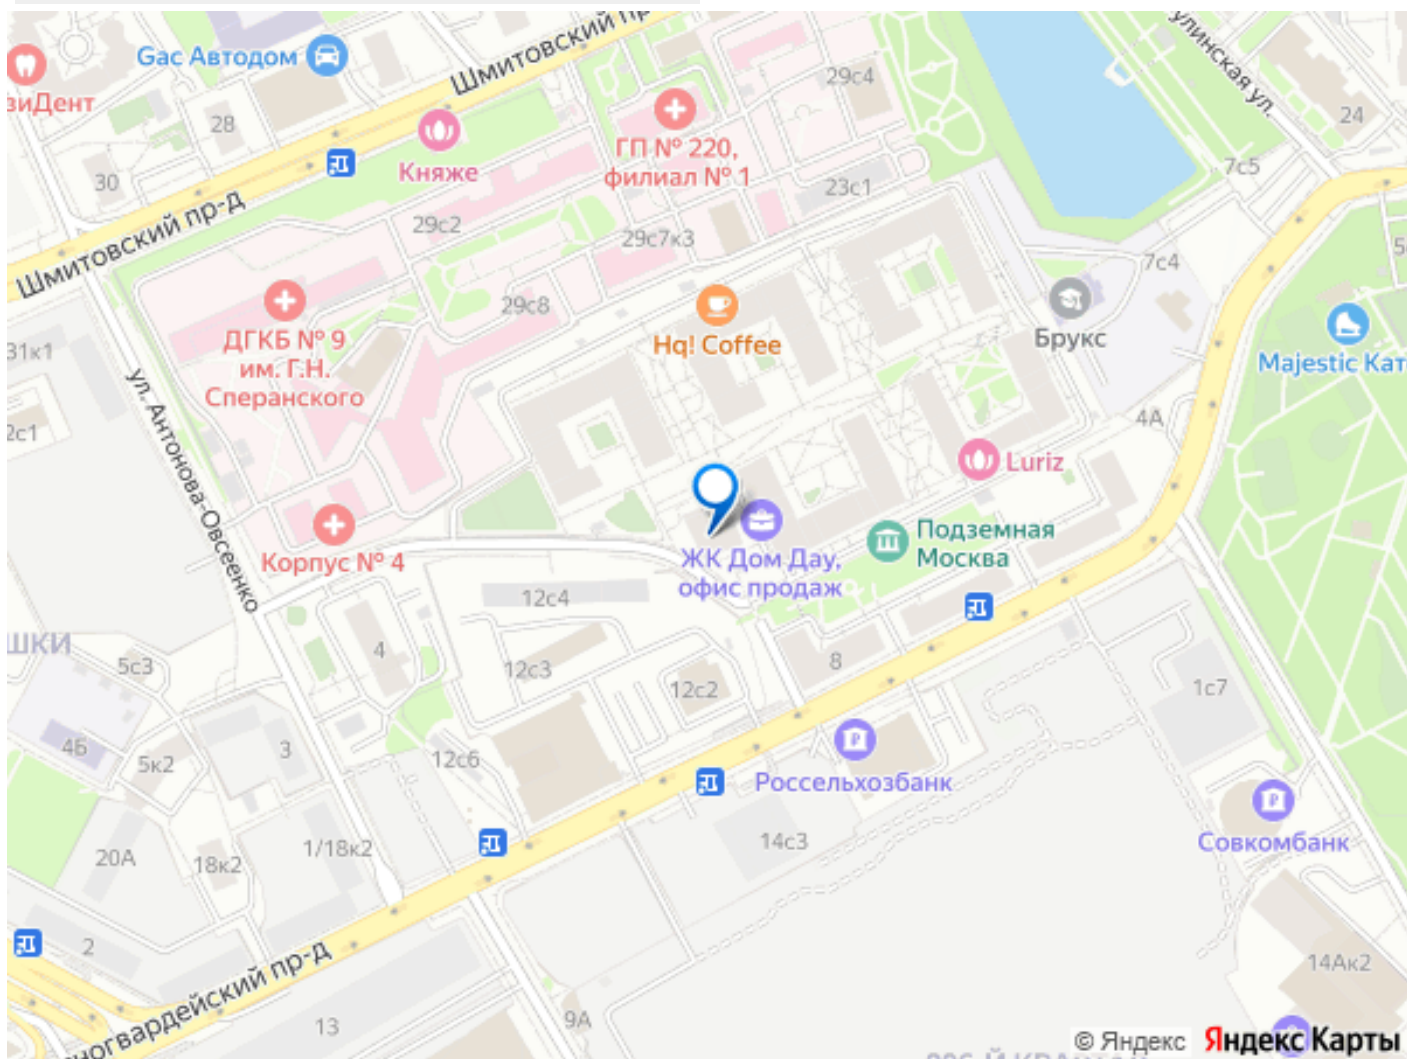 Gac Автодом
зиДент
Шмитовский пр-
29с4
улинская ул.
24
28
30
Княже
ГП № 220,
филиал № 1
23с1
7с5
Шмитовский пр-д
29с2
29с7к3
7с4
29с8
ДГКБ № 9
им. Г.Н.
Сперанского
Hq! Coffee
Брукс
Majestic Кат
31к1
2с1
ул. Антонова-Овсеенко
4А
Luriz
Корпус № 4
Подземная
Москва
ЖК Дом Дау,
офис продаж
12с4
ШКИ
5с3
4
12с3
12с2
8
1с7
4Б
5к2
3
12с6
Россельхозбанк
Совкомбанк
20А
18к2
1/18к2
14с3
2
сногвардейский пр-д
13
9А
14Ак2
© Яндекс
Яндекс Карты